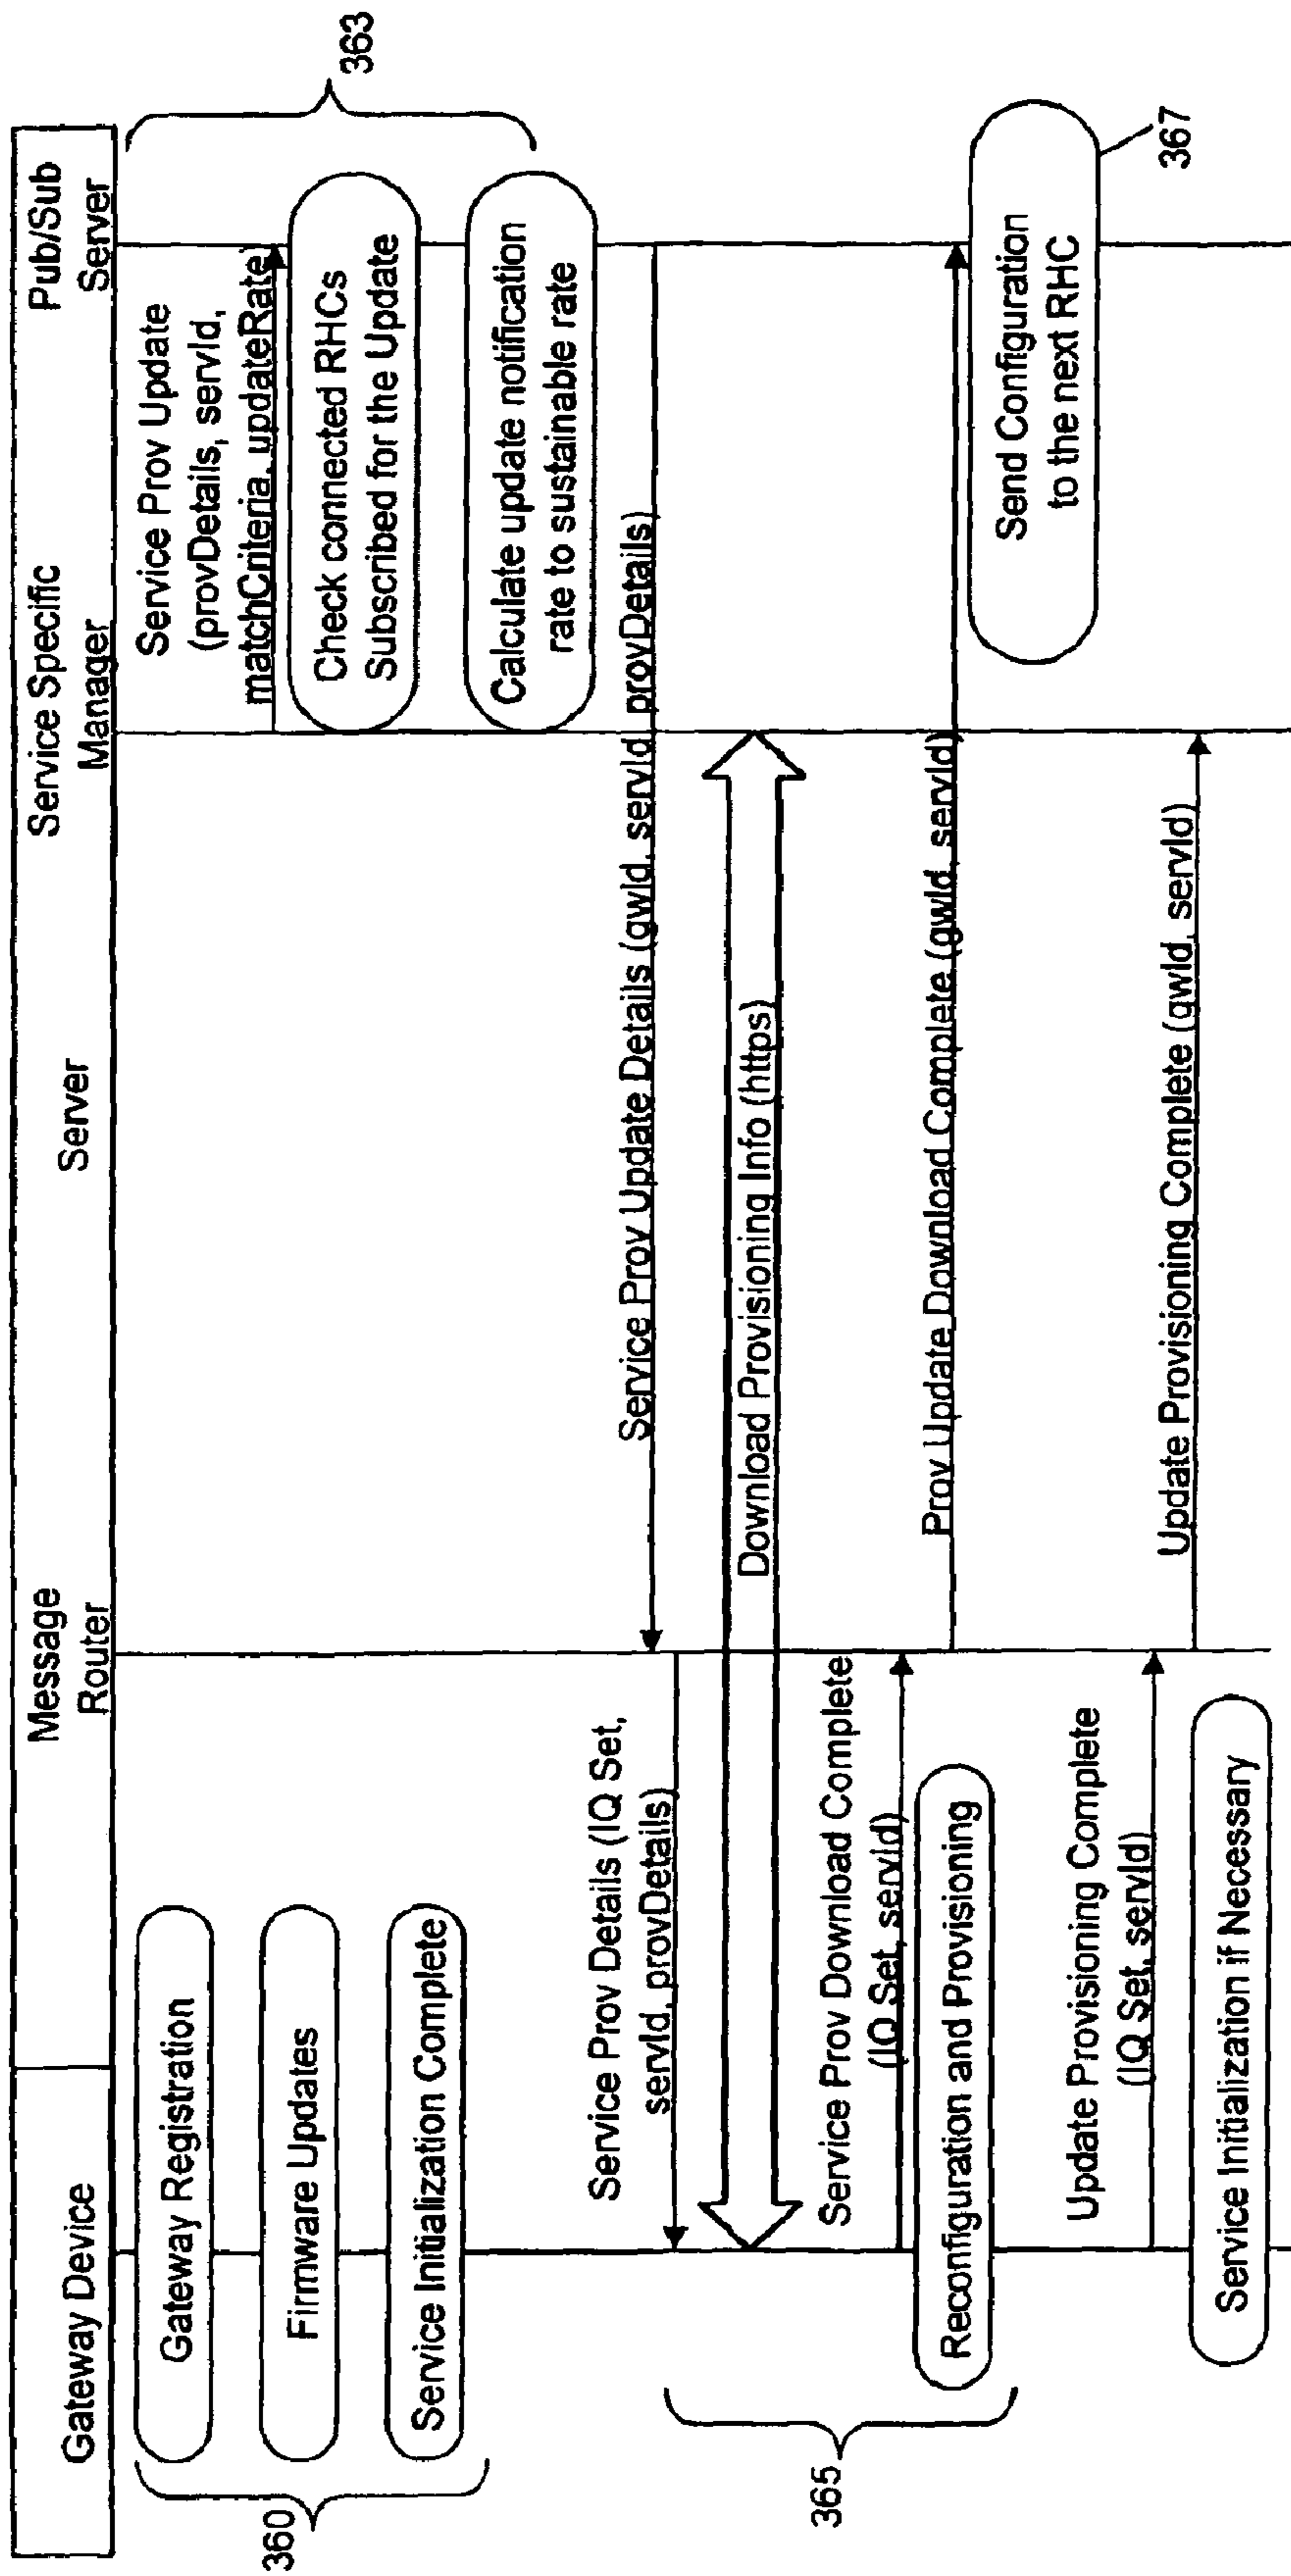 Gateway Device
Message
Router
Server
Service Specific
Manager
Pub/Sub
Server
360
Gateway Registration
Firmware Updates
Service Initialization Complete
Service Prov Update
(provDetails, servId,
matchCriteria, updateRate)
Check connected RHCs
Subscribed for the Update
Calculate update notification
rate to sustainable rate
363
Service Prov Update Details (gwId, servId, provDetails)
Service Prov Details (IQ Set,
servId, provDetails)
Download Provisioning Info (https)
365
Service Prov Download Complete
(IQ Set, servId)
Reconfiguration and Provisioning
Prov Update Download Complete (gwId, servId)
Send Configuration
to the next RHC
367
Update Provisioning Complete
(IQ Set, servId)
Update Provisioning Complete (gwId, servId)
Service Initialization if Necessary